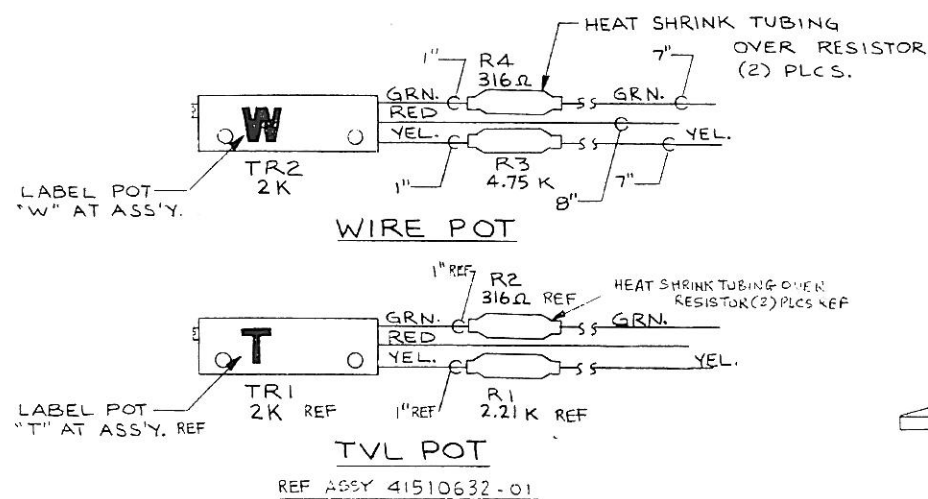 HEAT SHRINK TUBING
OVER RESISTOR
(2) PLCS.
1"
R4
316Ω
7"
GRN.
GRN.
RED
W
YEL.
YEL.
TR2
2K
1"
R3
4.75 K
8"
7"
LABEL POT
"W" AT ASS'Y.
WIRE POT
1" REF
R2
316Ω REF
HEAT SHRINK TUBING OVER
RESISTOR(2)PLCS REF
GRN.
GRN.
RED
T
YEL.
YEL.
TR1
2K REF
1"REF
R1
2.21 K REF
LABEL POT
"T" AT ASS'Y. REF
TVL POT
REF ASSY 41510632-01